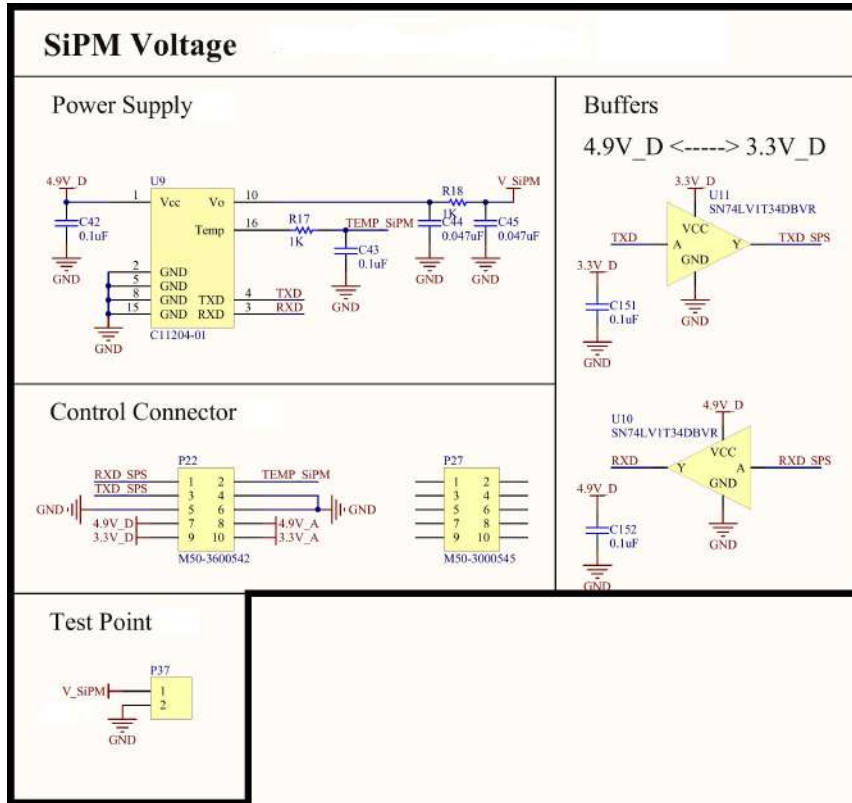 SiPM Voltage
Power Supply
4.9V_D
U9
1 Vcc Vo 10
R18
1K
V_SiPM
C42
0.1uF
C44
0.047uF
C45
0.047uF
Temp 16
R17
1K
TEMP_SiPM
C43
0.1uF
GND
GND
GND
GND
2 GND
5 GND
8 GND TXD 4 TXD
15 GND RXD 3 RXD
GND
C11204-01
Buffers
4.9V_D <-----> 3.3V_D
3.3V_D
U11
SN74LV1T34DBVR
TXD A VCC Y TXD_SPS
GND
GND
3.3V_D
C151
0.1uF
GND
4.9V_D
U10
SN74LV1T34DBVR
RXD Y VCC A RXD_SPS
GND
GND
4.9V_D
C152
0.1uF
GND
Control Connector
P22
RXD_SPS 1 2 TEMP_SiPM
TXD_SPS 3 4
GND 5 6 GND
4.9V_D 7 8 4.9V_A
3.3V_D 9 10 3.3V_A
M50-3600542
P27
1 2
3 4
5 6
7 8
9 10
M50-3000545
Test Point
P37
V_SiPM 1
2
GND